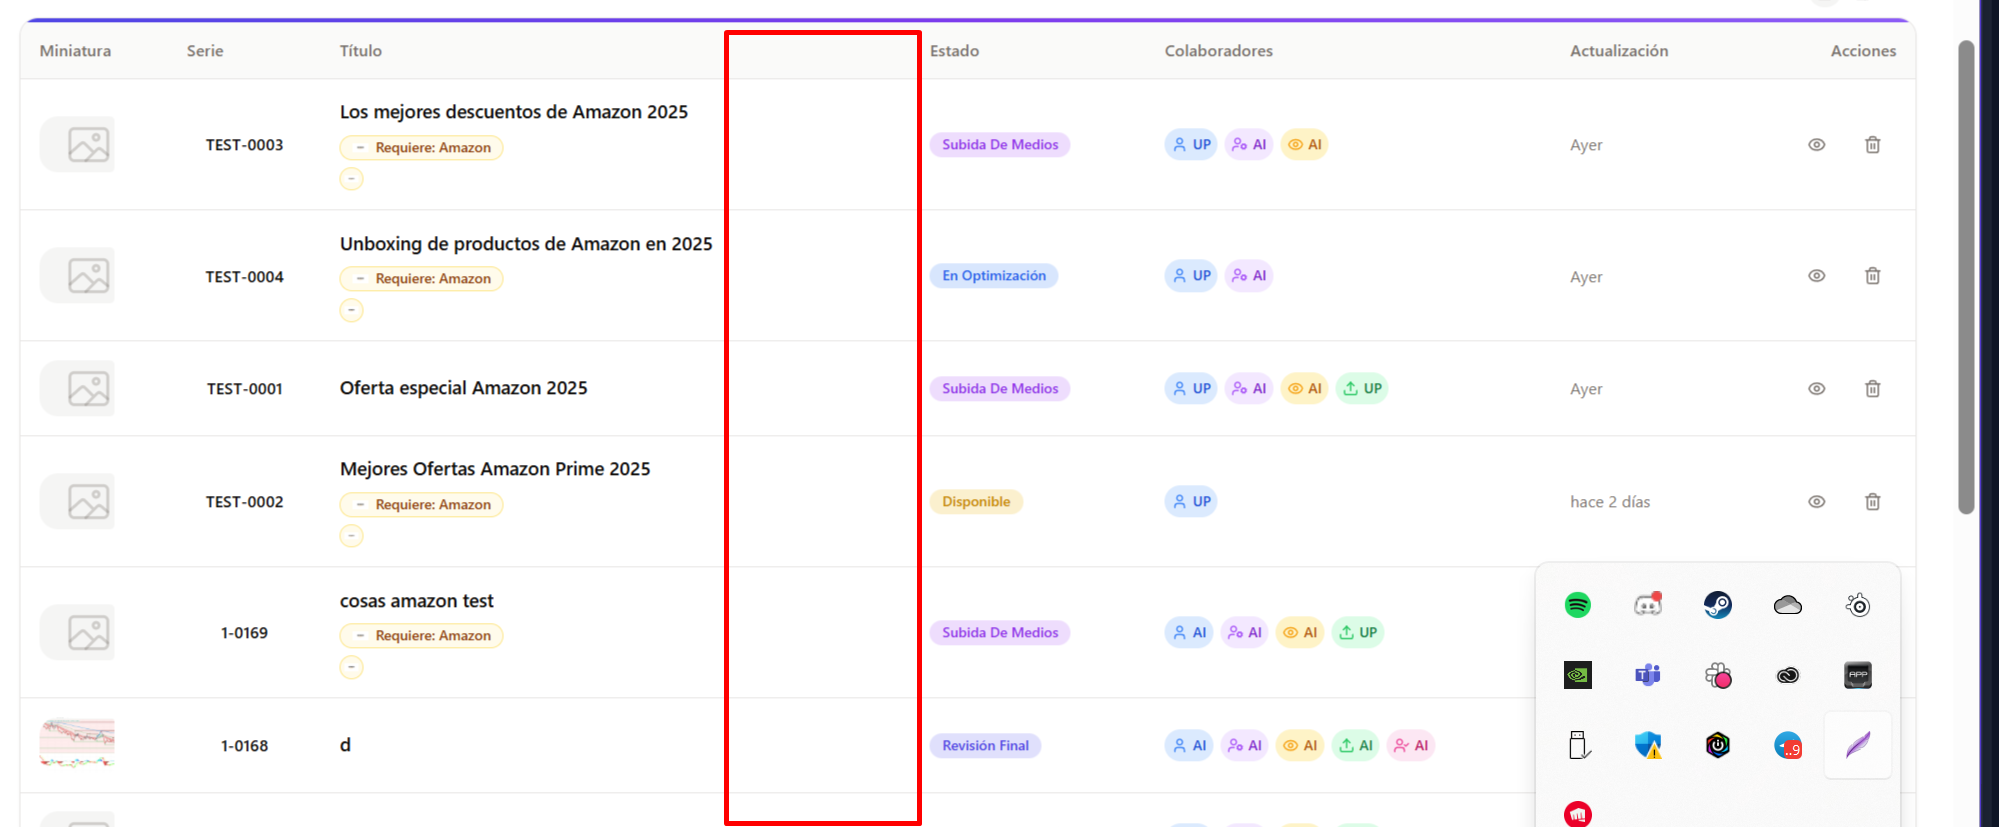 Miniatura Serie Título Estado Colaboradores Actualización Acciones
Los mejores descuentos de Amazon 2025
TEST-0003 – Requiere: Amazon Subida De Medios UP AI AI Ayer
–
Unboxing de productos de Amazon en 2025
TEST-0004 – Requiere: Amazon En Optimización UP AI Ayer
–
TEST-0001 Oferta especial Amazon 2025 Subida De Medios UP AI AI UP Ayer
Mejores Ofertas Amazon Prime 2025
TEST-0002 – Requiere: Amazon Disponible UP hace 2 días
–
cosas amazon test
1-0169 – Requiere: Amazon Subida De Medios AI AI AI UP
–
APP
1-0168 d Revisión Final AI AI AI AI AI
..9